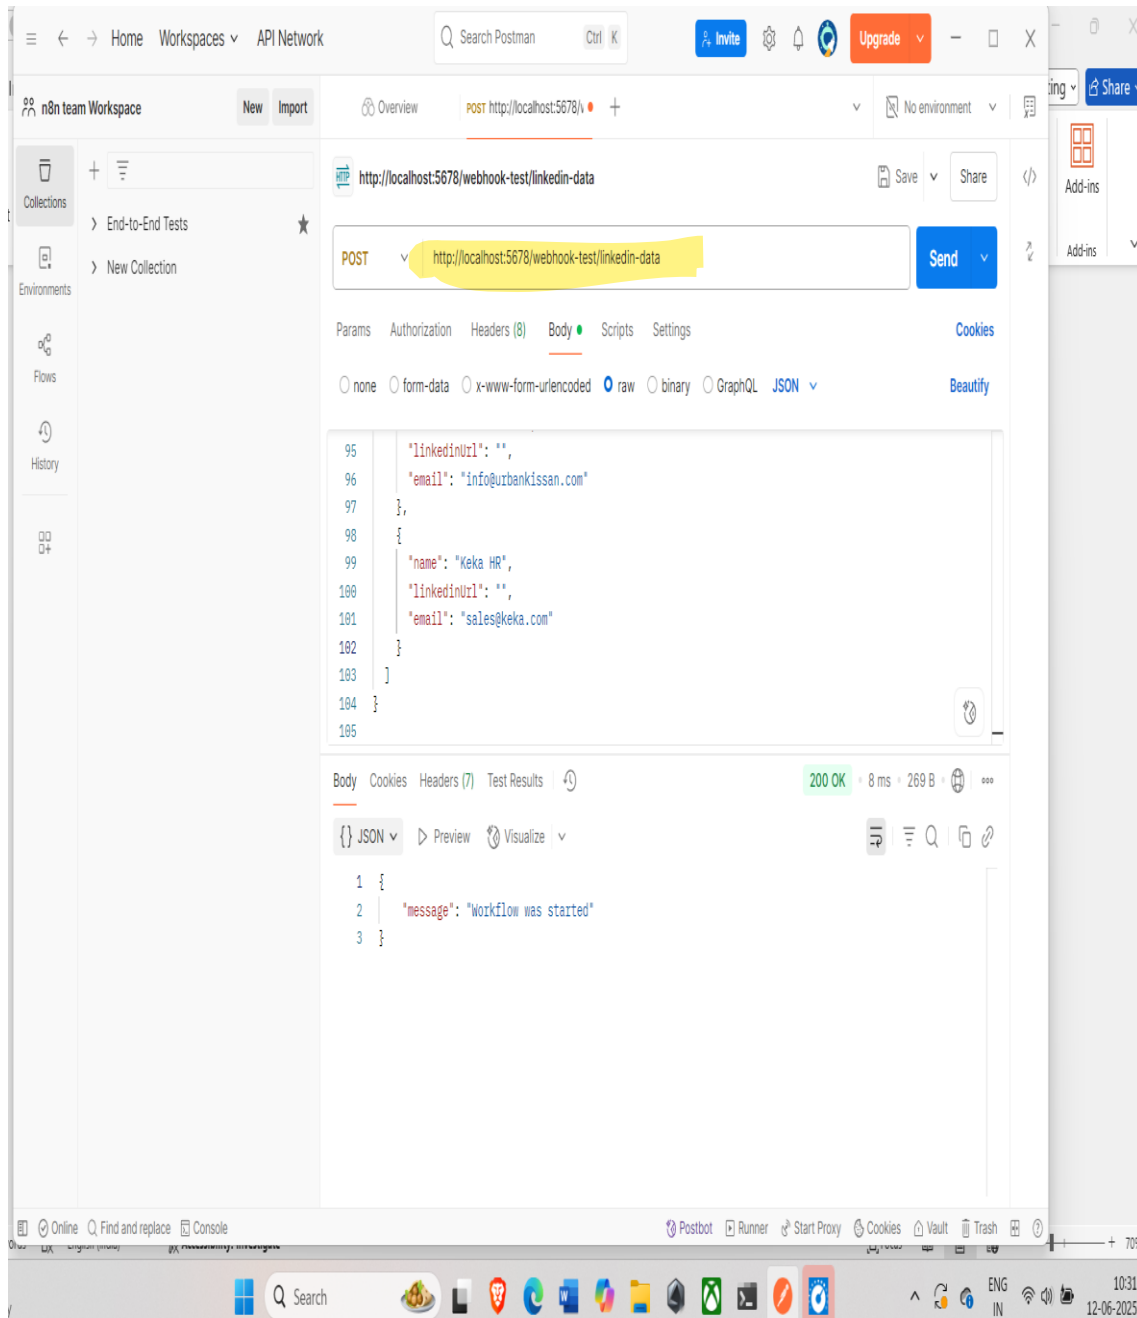 Home Workspaces API Network Search Postman Ctrl K Invite Upgrade
n8n team Workspace New Import Overview POST http://localhost:5678/ No environment
Share
Collections
End-to-End Tests
New Collection
Environments
Flows
History
HTTP http://localhost:5678/webhook-test/linkedin-data Save Share
POST http://localhost:5678/webhook-test/linkedin-data Send
Params Authorization Headers (8) Body Scripts Settings Cookies
none form-data x-www-form-urlencoded raw binary GraphQL JSON Beautify
95 "linkedinUrl": "",
96 "email": "info@urbankissan.com"
97 },
98 {
99 "name": "Keka HR",
100 "linkedinUrl": "",
101 "email": "sales@keka.com"
102 }
103 ]
104 }
105
Body Cookies Headers (7) Test Results 200 OK 8 ms 269 B
{} JSON Preview Visualize
1 {
2 "message": "Workflow was started"
3 }
Add-ins
Add-ins
Online Find and replace Console Postbot Runner Start Proxy Cookies Vault Trash
Search
ENG
IN
10:31
12-06-2025